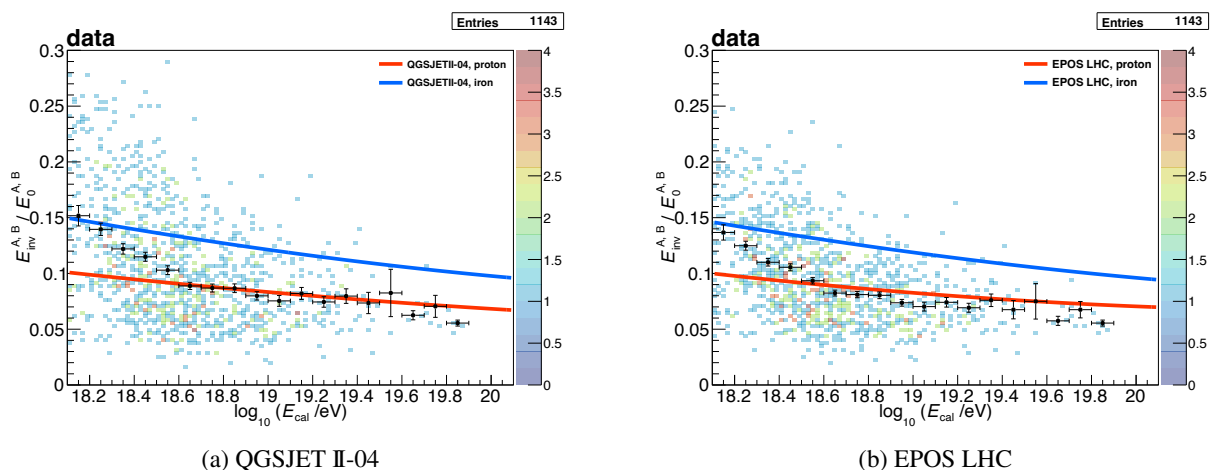 Entries 1143
data
QGSJETII-04, proton
QGSJETII-04, iron
0.3
0.25
0.2
0.15
0.1
0.05
0
E_inv^A, B / E_0^A, B
18.2 18.4 18.6 18.8 19 19.2 19.4 19.6 19.8 20
log10 (E_cal /eV)
4
3.5
3
2.5
2
1.5
1
0.5
0
(a) QGSJET II-04
Entries 1143
data
EPOS LHC, proton
EPOS LHC, iron
0.3
0.25
0.2
0.15
0.1
0.05
0
E_inv^A, B / E_0^A, B
18.2 18.4 18.6 18.8 19 19.2 19.4 19.6 19.8 20
log10 (E_cal /eV)
4
3.5
3
2.5
2
1.5
1
0.5
0
(b) EPOS LHC